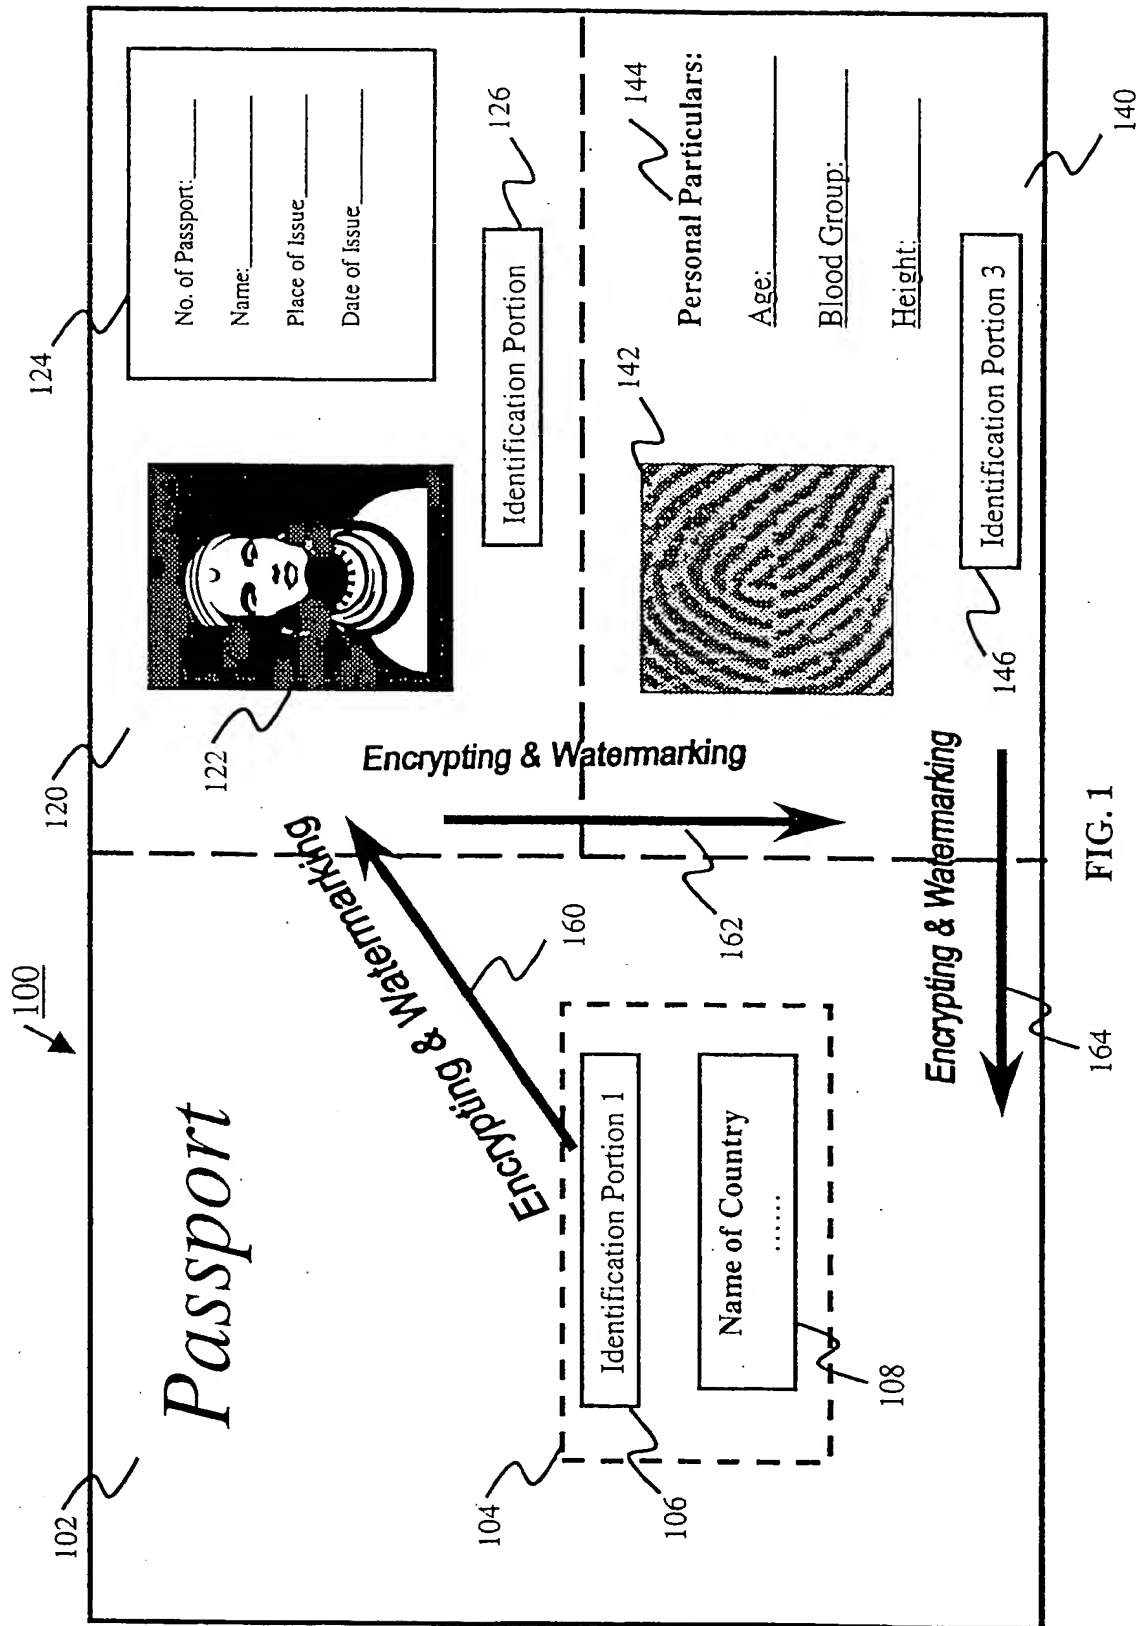 100
102
Passport
104
Identification Portion 1
106
Name of Country
......
108
Encrypting & Watermarking
160
120
122
124
No. of Passport:
Name:
Place of Issue
Date of Issue
Identification Portion
126
Encrypting & Watermarking
162
142
144
Personal Particulars:
Age:
Blood Group:
Height:
Identification Portion 3
146
140
Encrypting & Watermarking
164
FIG. 1